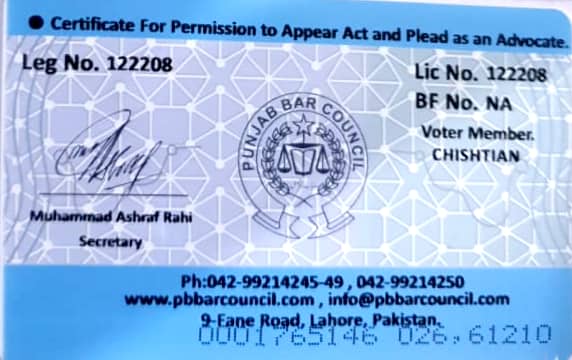 Certificate For Permission to Appear Act and Plead as an Advocate.
Leg No. 122208
Lic No. 122208
BF No. NA
Voter Member.
CHISHTIAN
PUNJAB BAR COUNCIL
Muhammad Ashraf Rahi
Secretary
Ph:042-99214245-49 , 042-99214250
www.pbbarcouncil.com , info@pbbarcouncil.com
9-Fane Road, Lahore, Pakistan.
0001765146 026,61210